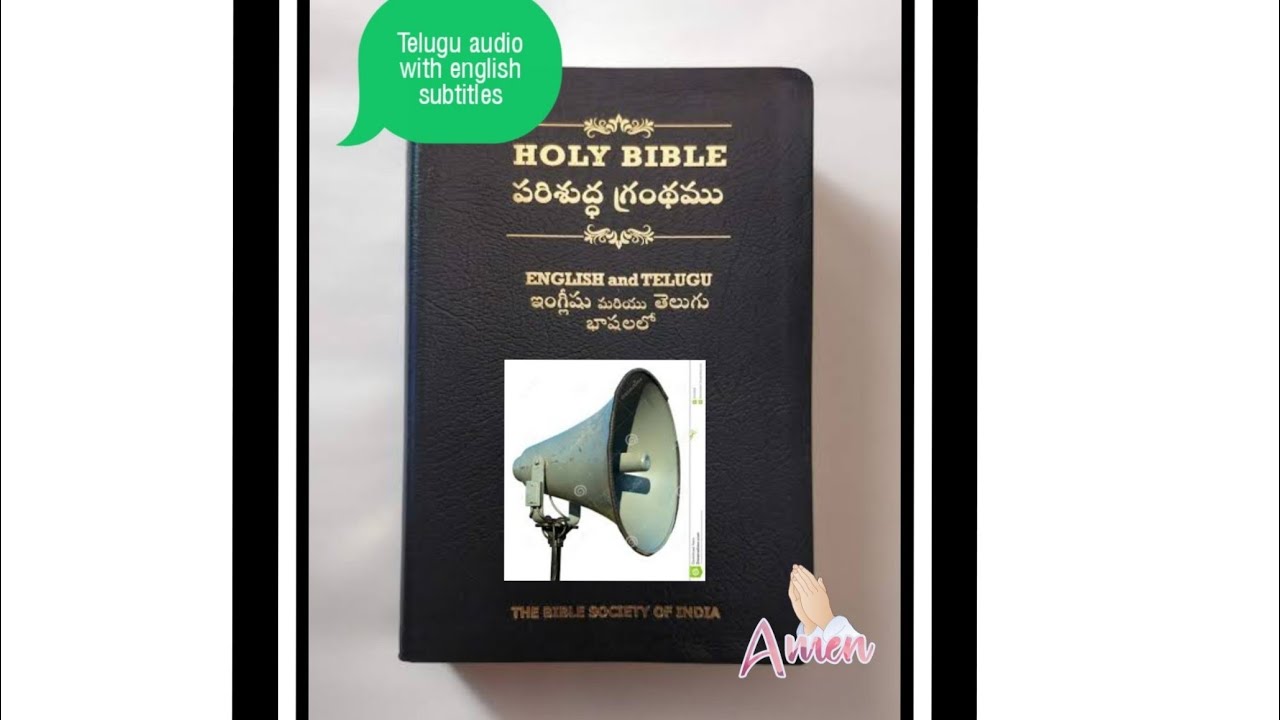 Telugu audio
with english
subtitles
HOLY BIBLE
పరిశుద్ధ గ్రంథము
ENGLISH and TELUGU
ఇంగ్లీషు మరియు తెలుగు
భాషలలో
THE BIBLE SOCIETY OF INDIA
Amen